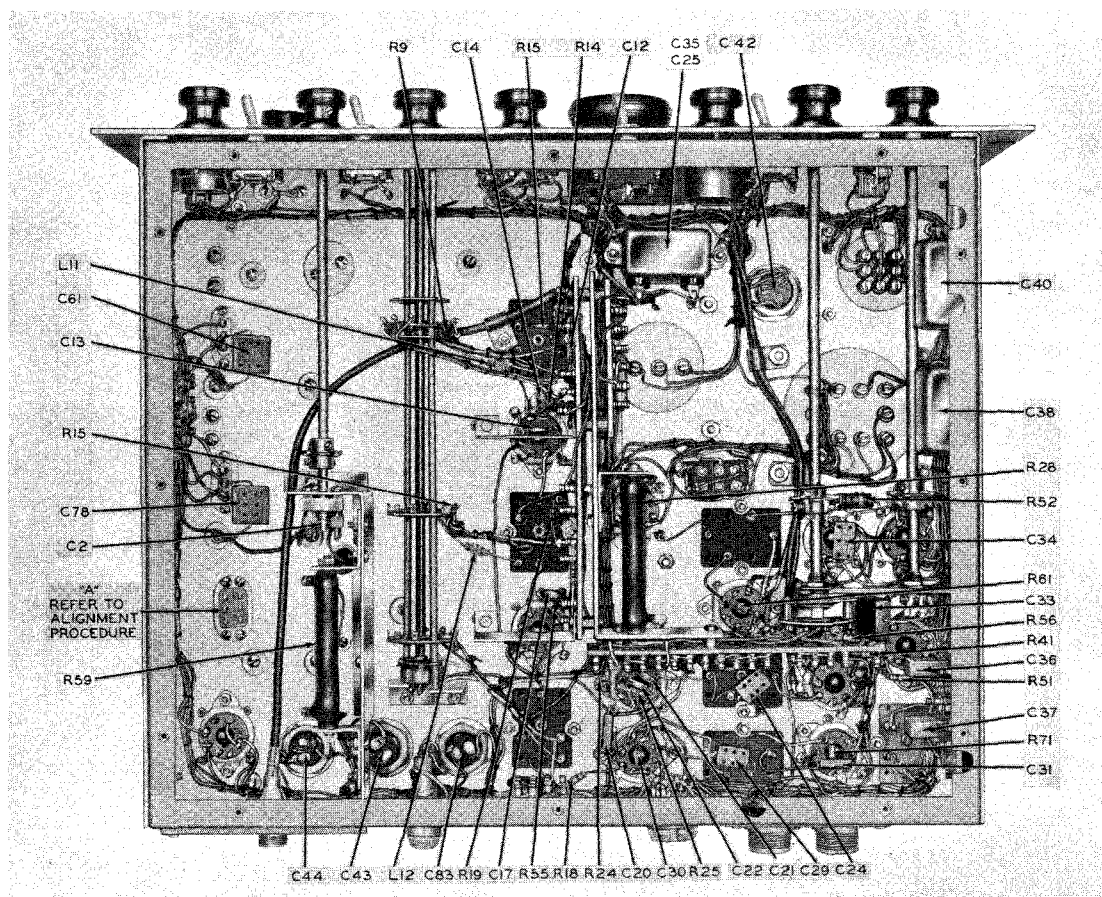 R9 C14 R15 R14 C12 C35 C42
C25
L11
C61
C13
R15
C78
C2
"A"
REFER TO
ALIGNMENT
PROCEDURE
R59
C40
C38
R28
R52
C34
R61
C33
R56
R41
C36
R51
C37
R71
C31
C44 C43 L12 C83 R19 C17 R55 R18 R24 C20 C30 R25 C22 C21 C29 C24